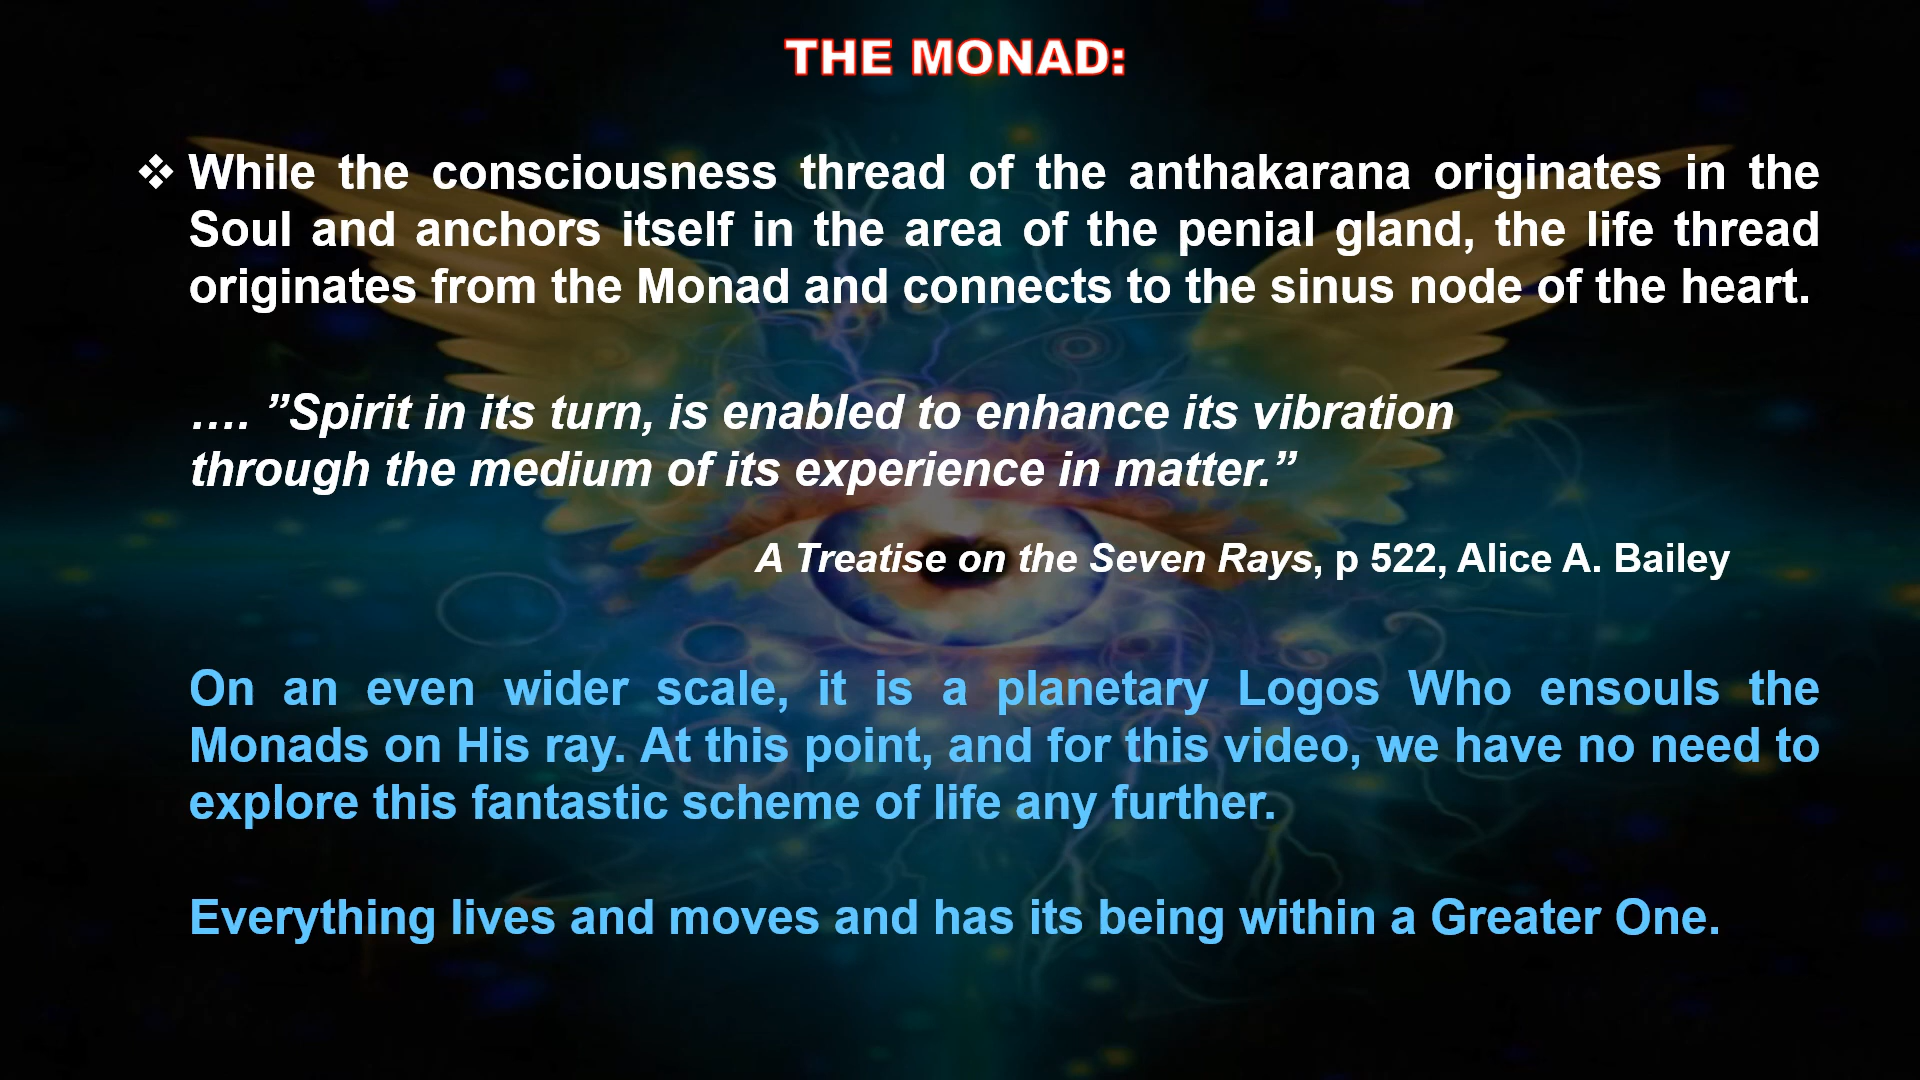 THE MONAD:
❖ While the consciousness thread of the anthakarana originates in the
Soul and anchors itself in the area of the penial gland, the life thread
originates from the Monad and connects to the sinus node of the heart.
…. ”Spirit in its turn, is enabled to enhance its vibration
through the medium of its experience in matter.”
A Treatise on the Seven Rays, p 522, Alice A. Bailey
On an even wider scale, it is a planetary Logos Who ensouls the
Monads on His ray. At this point, and for this video, we have no need to
explore this fantastic scheme of life any further.
Everything lives and moves and has its being within a Greater One.